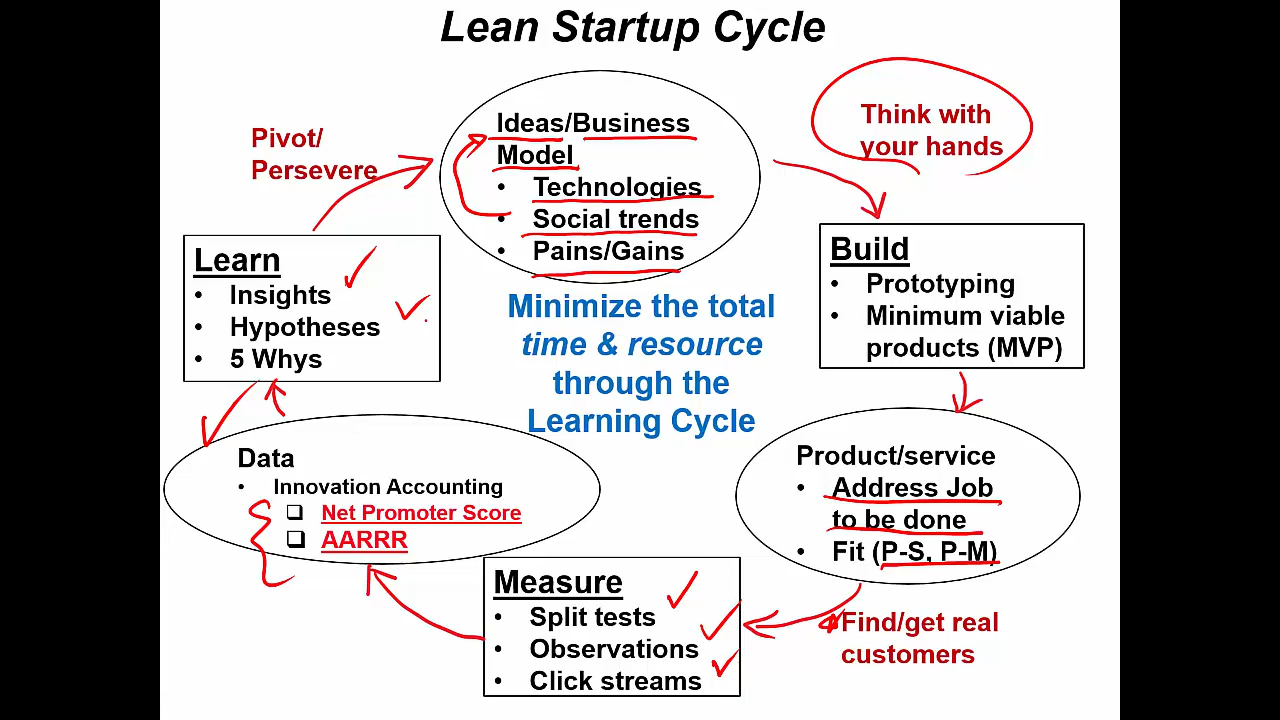 Lean Startup Cycle
Ideas/Business
Model
• Technologies
• Social trends
• Pains/Gains
Think with
your hands
Build
• Prototyping
• Minimum viable
products (MVP)
Product/service
• Address Job
to be done
• Fit (P-S, P-M)
Find/get real
customers
Measure
• Split tests
• Observations
• Click streams
Data
• Innovation Accounting
❑ Net Promoter Score
❑ AARRR
Learn
• Insights
• Hypotheses
• 5 Whys
Pivot/
Persevere
Minimize the total
time & resource
through the
Learning Cycle